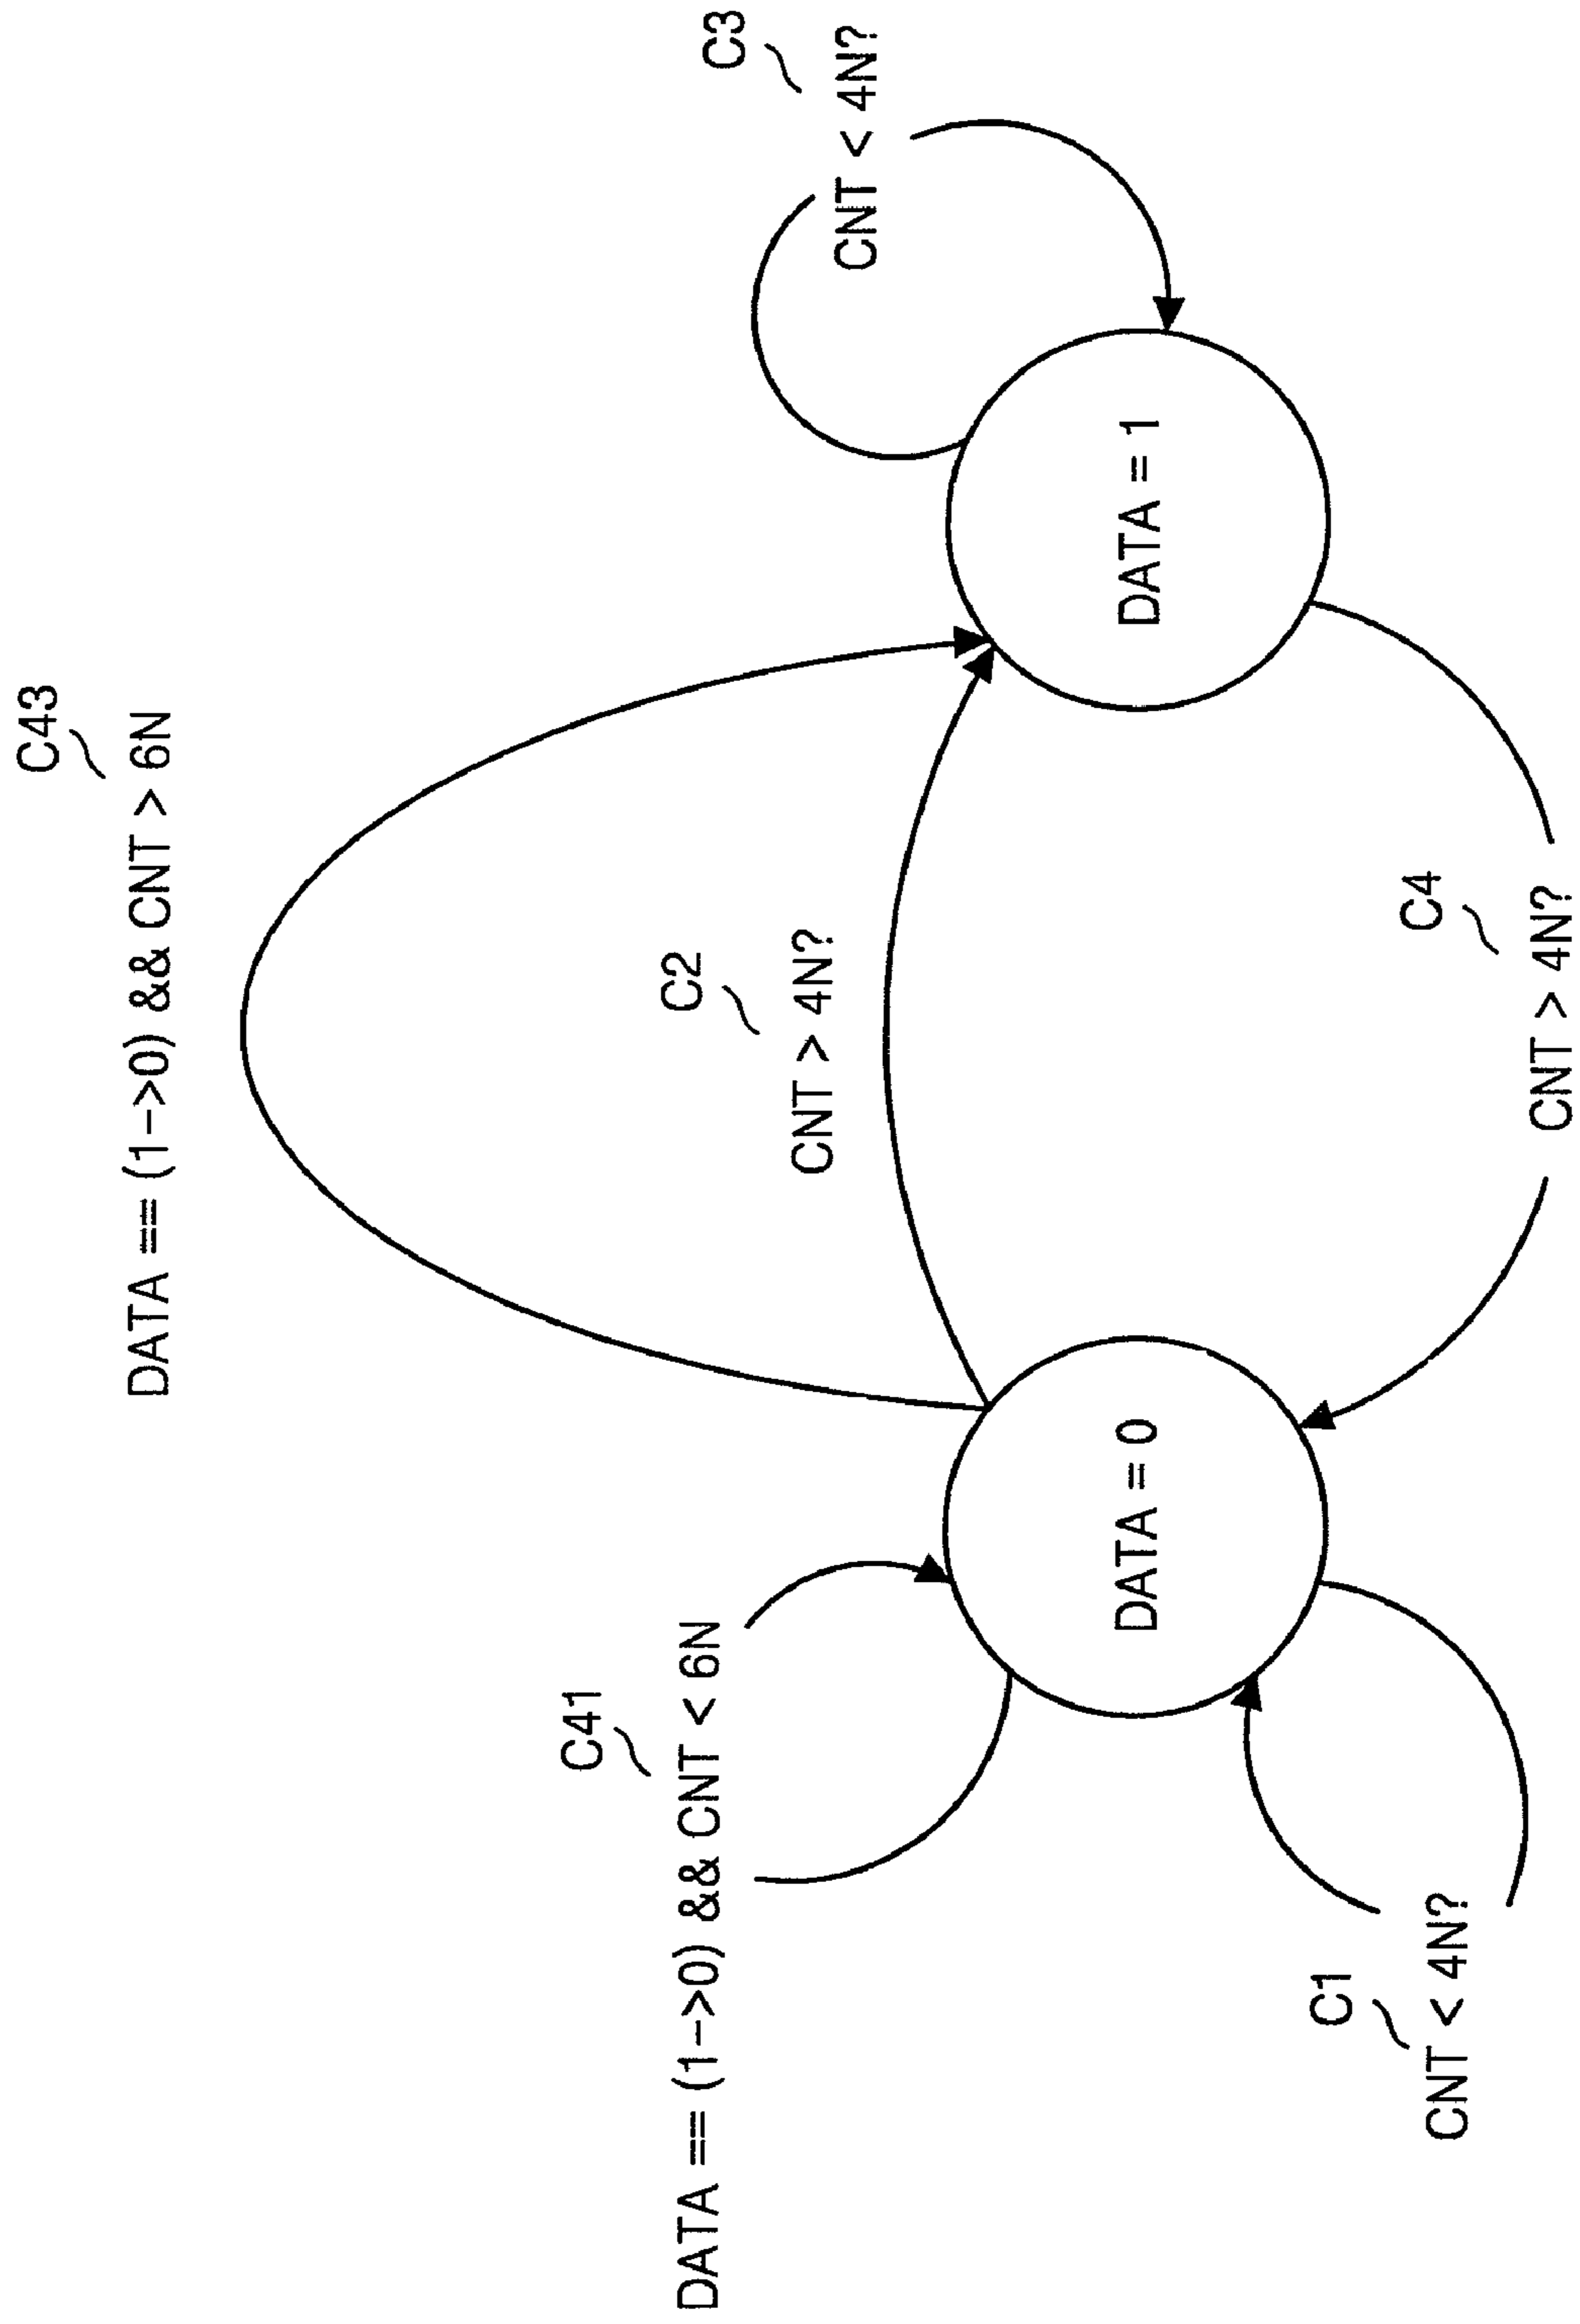 C43
DATA == (1->0) && CNT > 6N
C41
DATA == (1->0) && CNT < 6N
C2
CNT > 4N?
C3
CNT < 4N?
DATA = 0
DATA = 1
C1
CNT < 4N?
C4
CNT > 4N?